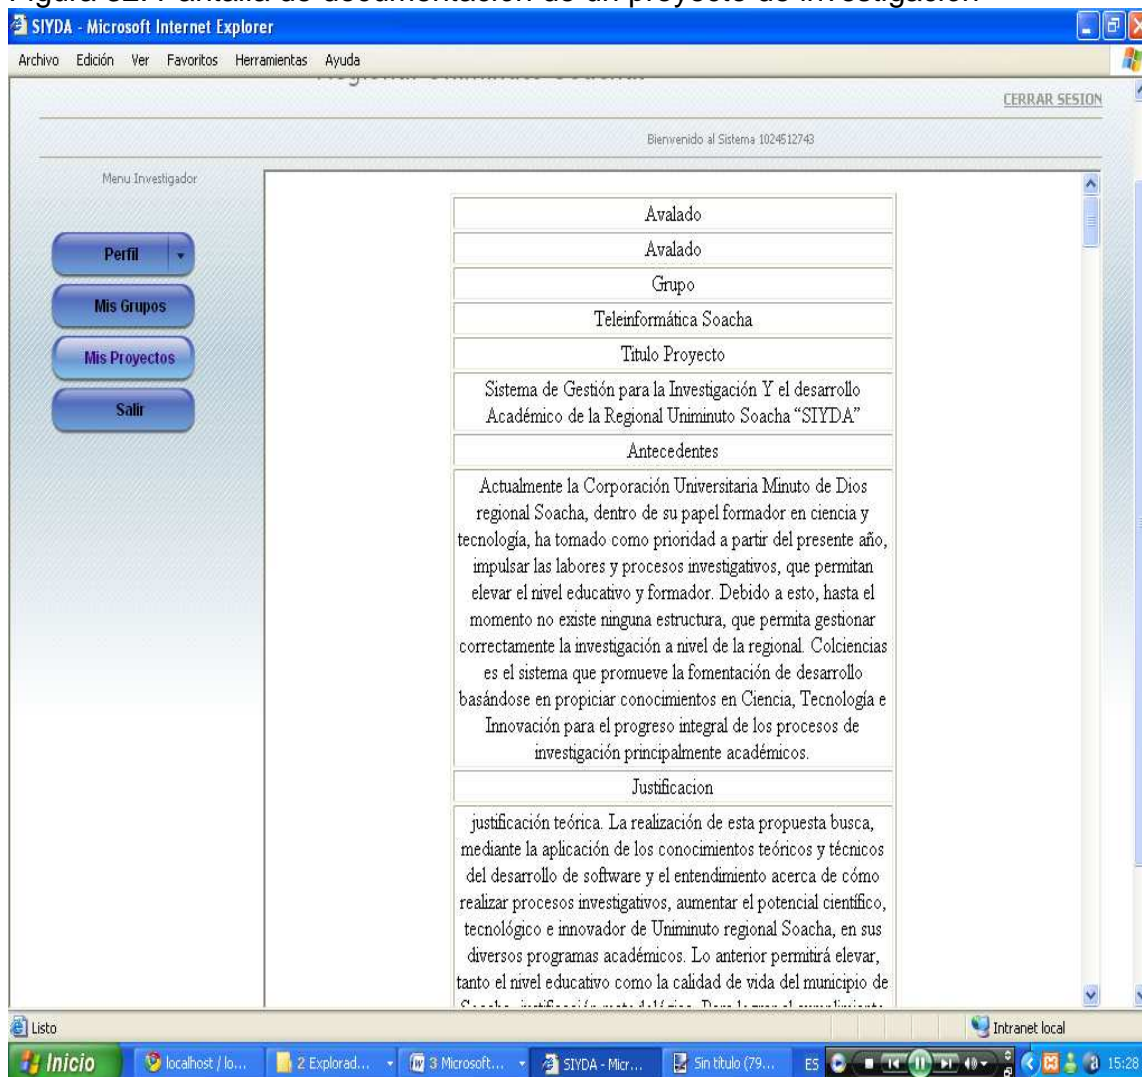 SIYDA - Microsoft Internet Explorer
Archivo Edición Ver Favoritos Herramientas Ayuda
CERRAR SESION
Bienvenido al Sistema 1024512743
Menu Investigador
Perfil
Mis Grupos
Mis Proyectos
Salir
Avalado
Avalado
Grupo
Teleinformática Soacha
Titulo Proyecto
Sistema de Gestión para la Investigación Y el desarrollo
Académico de la Regional Uniminuto Soacha “SIYDA”
Antecedentes
Actualmente la Corporación Universitaria Minuto de Dios
regional Soacha, dentro de su papel formador en ciencia y
tecnología, ha tomado como prioridad a partir del presente año,
impulsar las labores y procesos investigativos, que permitan
elevar el nivel educativo y formador. Debido a esto, hasta el
momento no existe ninguna estructura, que permita gestionar
correctamente la investigación a nivel de la regional. Colciencias
es el sistema que promueve la fomentación de desarrollo
basándose en propiciar conocimientos en Ciencia, Tecnología e
Innovación para el progreso integral de los procesos de
investigación principalmente académicos.
Justificacion
justificación teórica. La realización de esta propuesta busca,
mediante la aplicación de los conocimientos teóricos y técnicos
del desarrollo de software y el entendimiento acerca de cómo
realizar procesos investigativos, aumentar el potencial científico,
tecnológico e innovador de Uniminuto regional Soacha, en sus
diversos programas académicos. Lo anterior permitirá elevar,
tanto el nivel educativo como la calidad de vida del municipio de
Listo
Intranet local
Inicio
localhost / lo...
2 Explorad...
3 Microsoft...
SIYDA - Micr...
Sin título (79...
ES
15:28